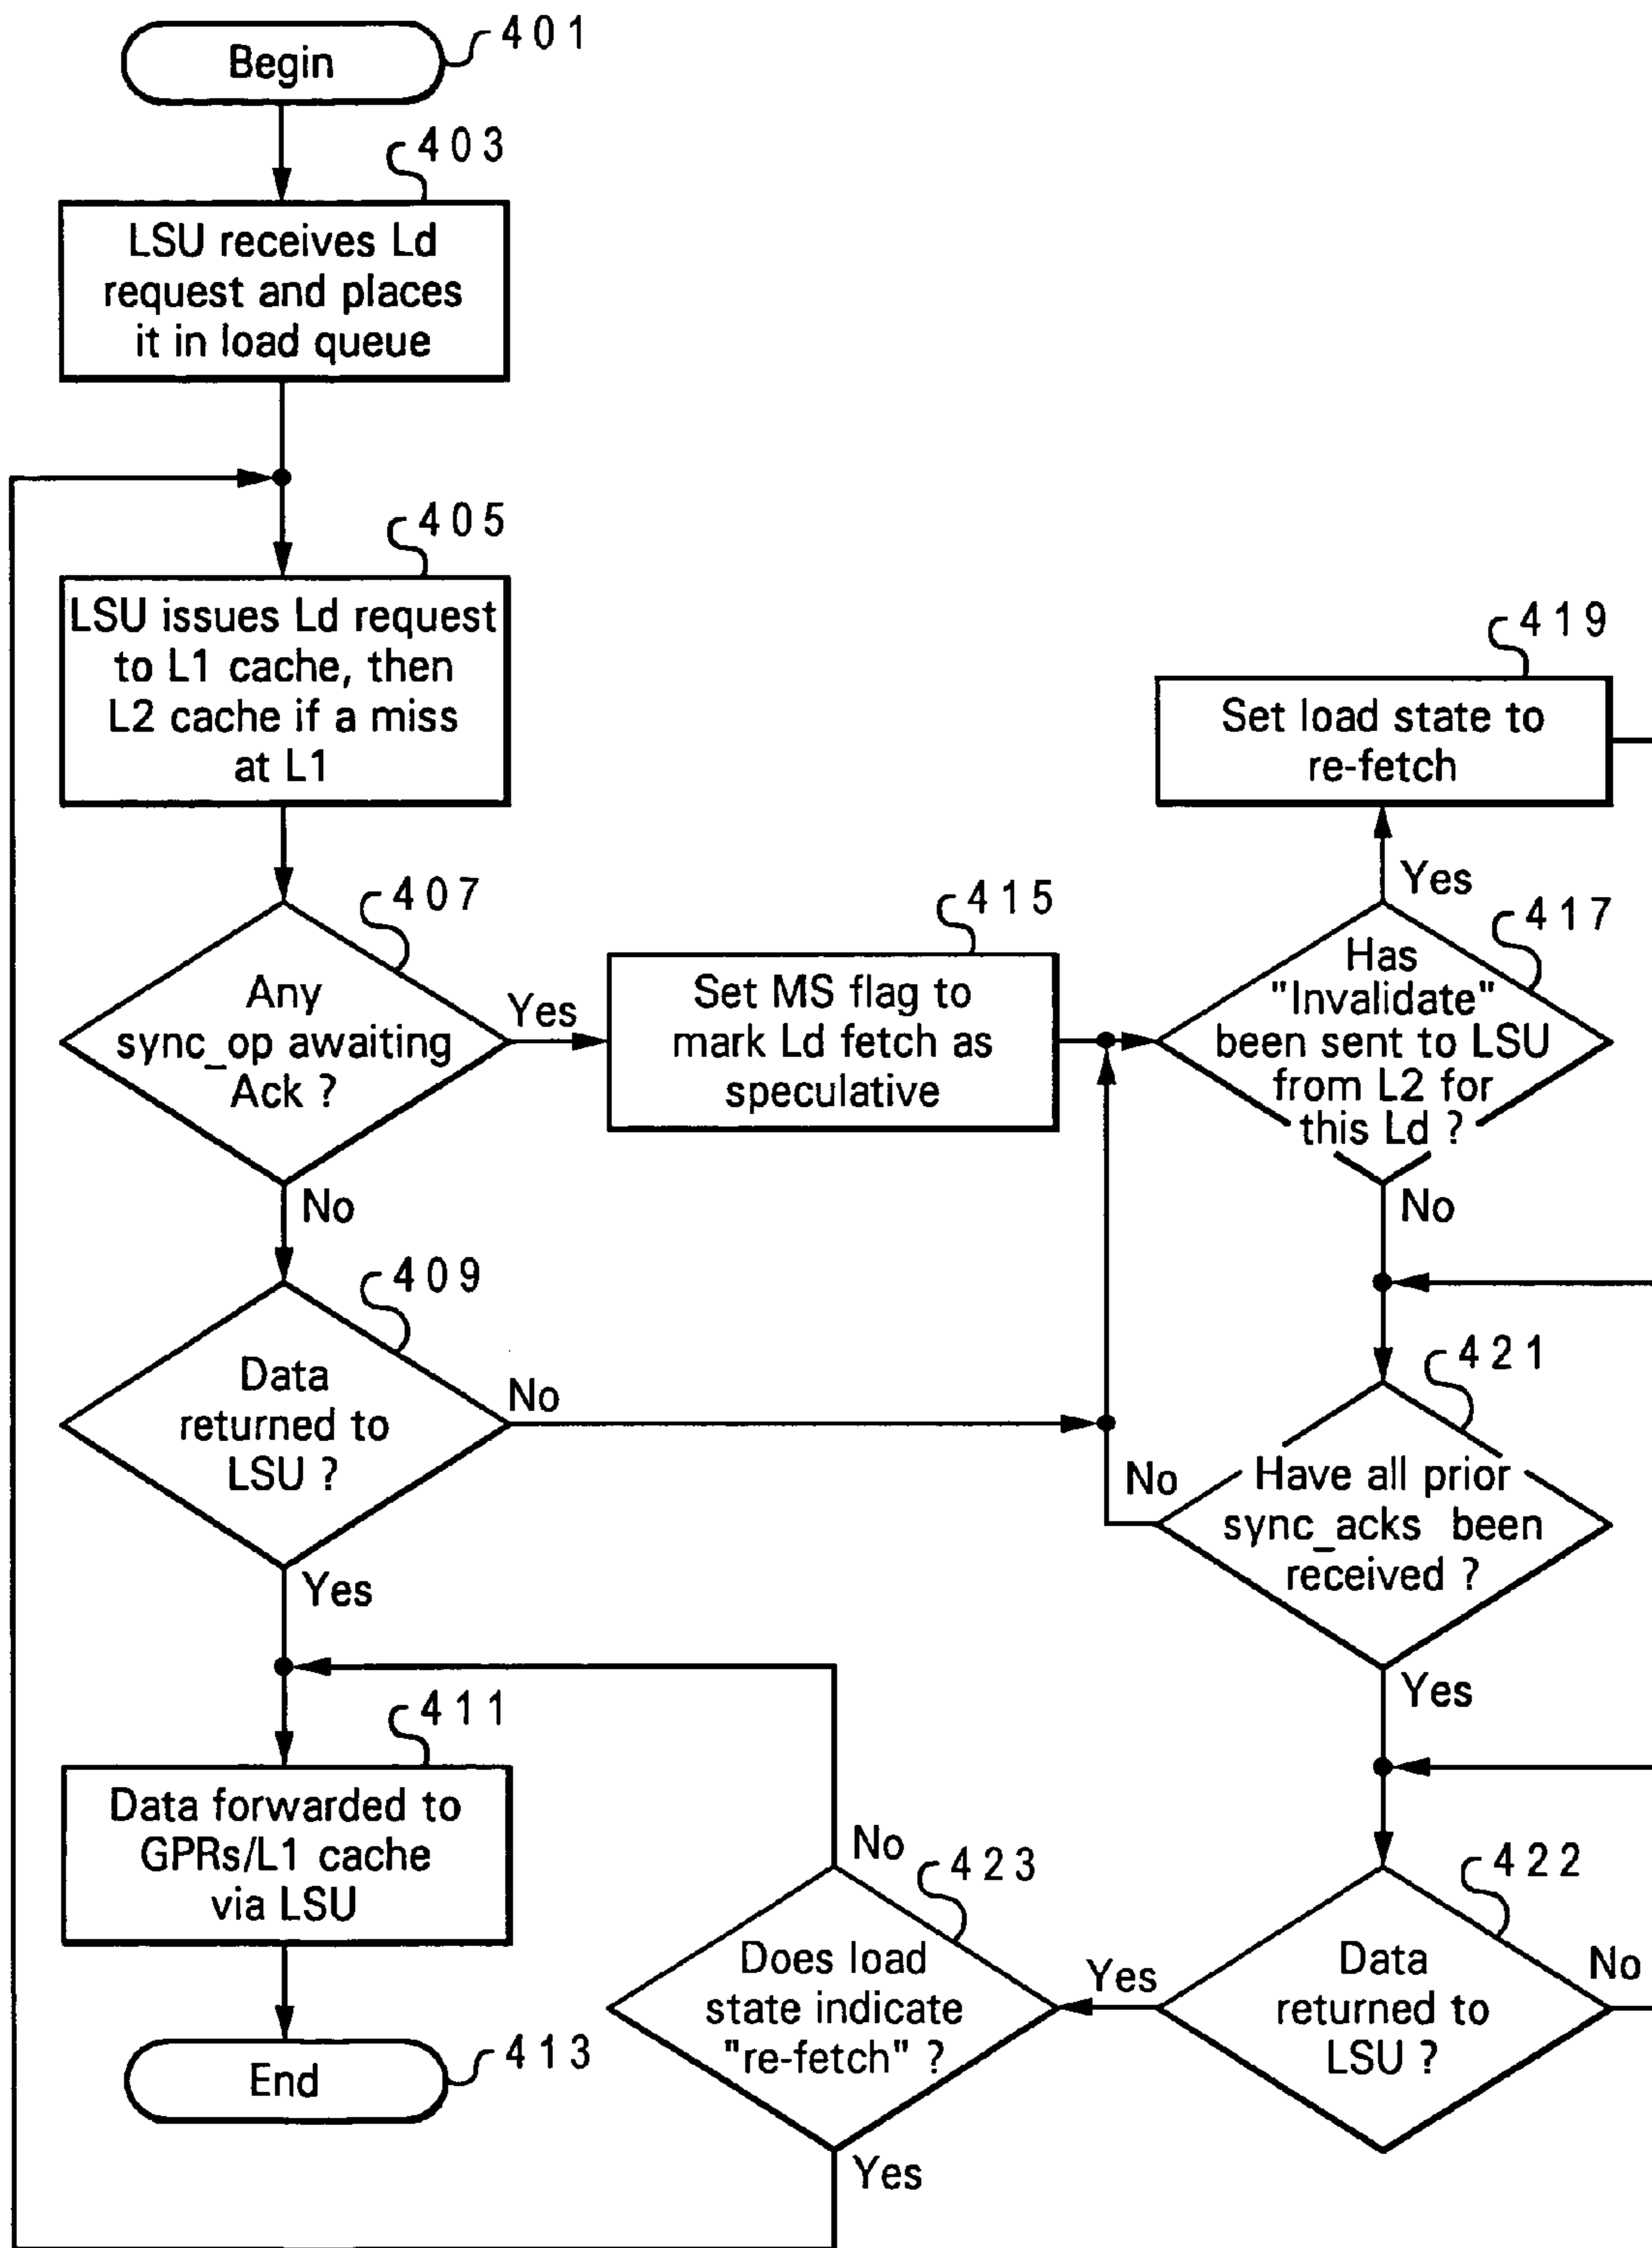 Begin
401
403
LSU receives Ld
request and places
it in load queue
405
LSU issues Ld request
to L1 cache, then
L2 cache if a miss
at L1
407
Any
sync_op awaiting
Ack ?
Yes
No
415
Set MS flag to
mark Ld fetch as
speculative
419
Set load state to
re-fetch
Yes
417
Has
"Invalidate"
been sent to LSU
from L2 for
this Ld ?
No
409
Data
returned to
LSU ?
No
Yes
421
Have all prior
sync_acks been
received ?
No
Yes
411
Data forwarded to
GPRs/L1 cache
via LSU
End
413
No
423
Does load
state indicate
"re-fetch" ?
Yes
Yes
422
Data
returned to
LSU ?
No